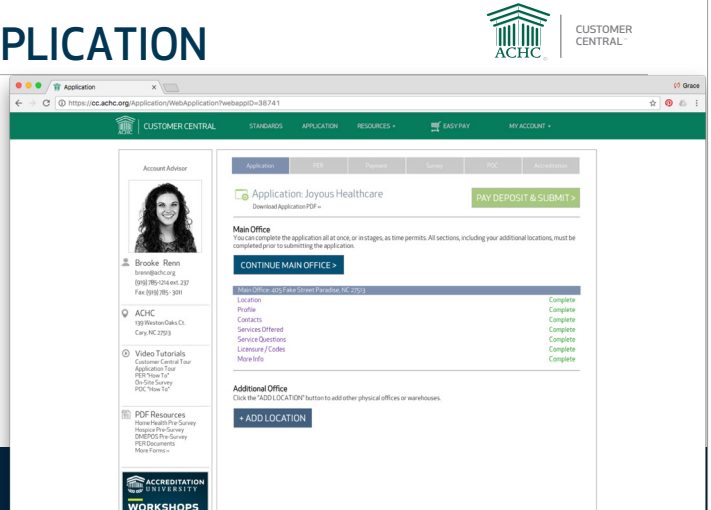 PLICATION
ACHC
CUSTOMER
CENTRAL™
Application
Grace
https://cc.achc.org/Application/WebApplication?webappID=38741
ACHC
CUSTOMER CENTRAL
STANDARDS
APPLICATION
RESOURCES +
EASY PAY
MY ACCOUNT +
Account Advisor
Brooke Renn
brenn@achc.org
(919) 785-1214 ext. 237
Fax: (919) 785 - 3011
ACHC
139 Weston Oaks Ct.
Cary, NC 27513
Video Tutorials
Customer Central Tour
Application Tour
PER "How To"
On-Site Survey
POC "How To"
PDF Resources
Home Health Pre-Survey
Hospice Pre-Survey
DMEPOS Pre-Survey
PER Documents
More Forms »
ACCREDITATION
UNIVERSITY
WORKSHOPS
Application
PER
Payment
Survey
POC
Accreditation
Application: Joyous Healthcare
Download Application PDF »
PAY DEPOSIT & SUBMIT >
Main Office
You can complete the application all at once, or in stages, as time permits. All sections, including your additional locations, must be
completed prior to submitting the application.
CONTINUE MAIN OFFICE >
Main Office: 405 Fake Street Paradise, NC 27513
Location Complete
Profile Complete
Contacts Complete
Services Offered Complete
Service Questions Complete
Licensure / Codes Complete
More Info Complete
Additional Office
Click the "ADD LOCATION" button to add other physical offices or warehouses.
+ ADD LOCATION